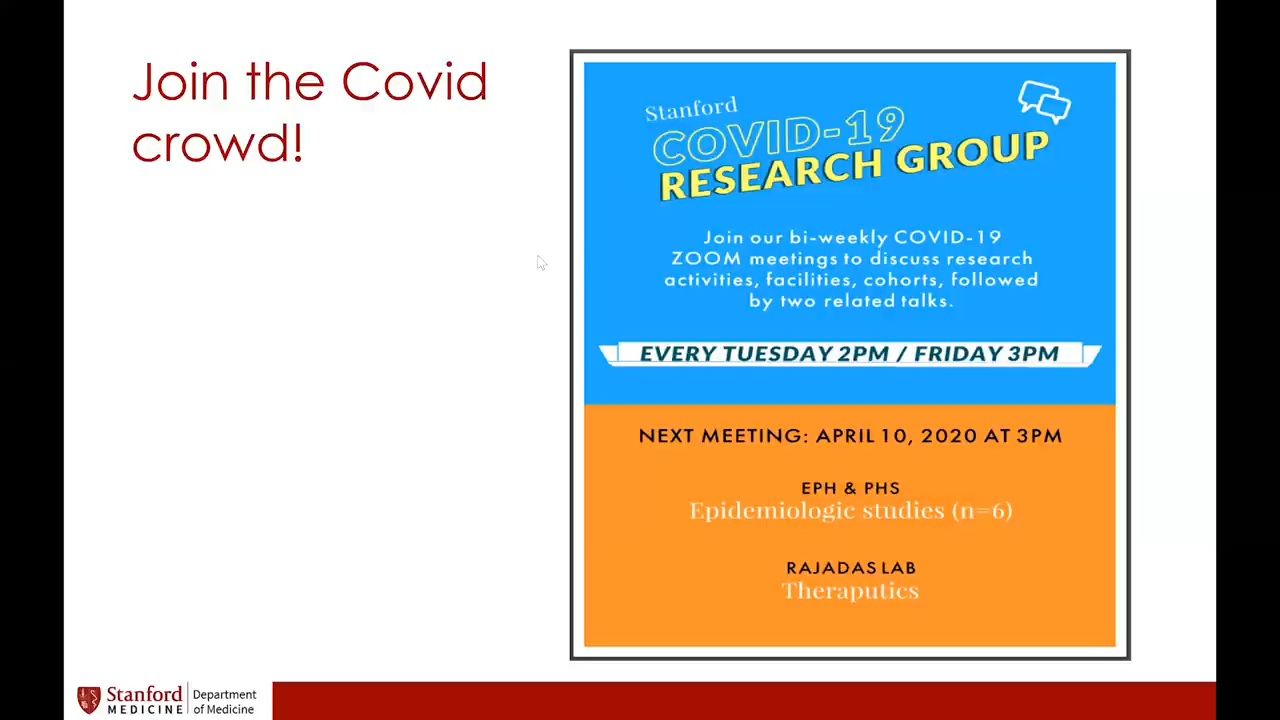 Join the Covid
crowd!
Stanford
COVID-19
RESEARCH GROUP
Join our bi-weekly COVID-19
ZOOM meetings to discuss research
activities, facilities, cohorts, followed
by two related talks.
EVERY TUESDAY 2PM / FRIDAY 3PM
NEXT MEETING: APRIL 10, 2020 AT 3PM
EPH & PHS
Epidemiologic studies (n=6)
RAJADAS LAB
Theraputics
Stanford
MEDICINE
Department
of Medicine